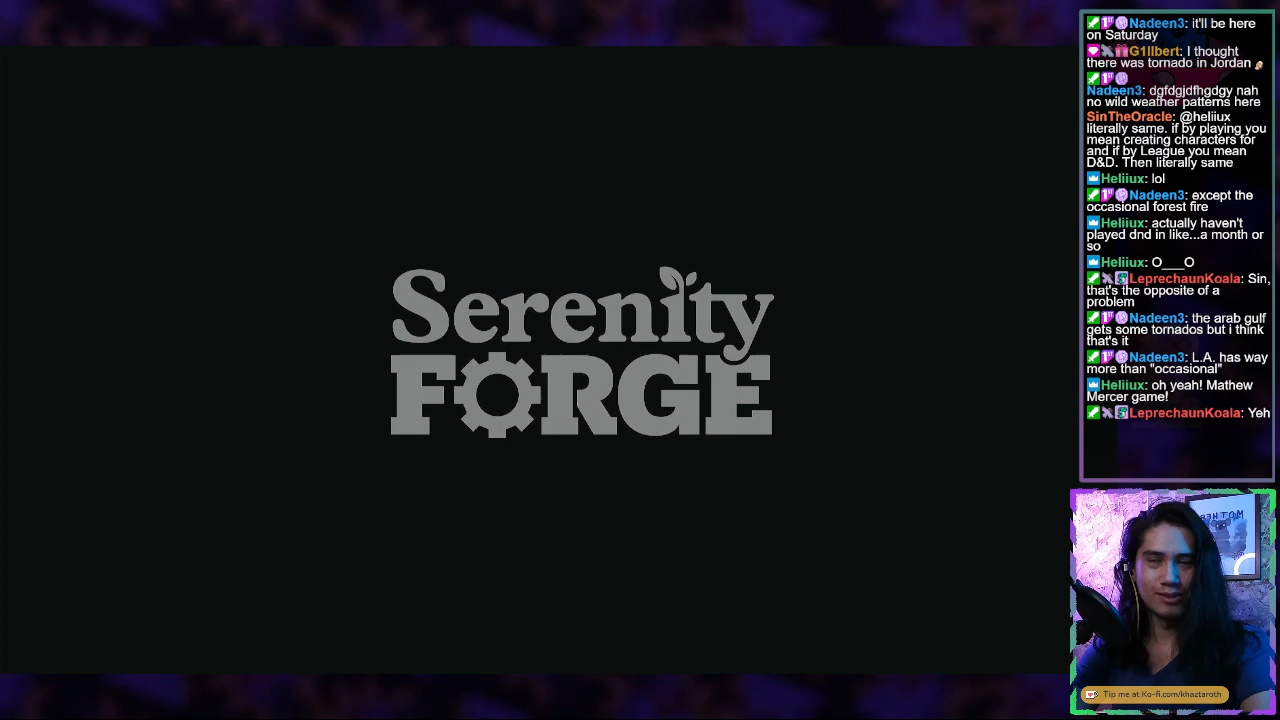 Serenity
FORGE
Nadeen3: it'll be here
on Saturday
G1llbert: I thought
there was tornado in Jordan
Nadeen3: dgfdgjdfhgdgy nah
no wild weather patterns here
SinTheOracle: @heliiux
literally same. if by playing you
mean creating characters for
and if by League you mean
D&D. Then literally same
Heliiux: lol
Nadeen3: except the
occasional forest fire
Heliiux: actually haven't
played dnd in like...a month or
so
Heliiux: O___O
LeprechaunKoala: Sin,
that's the opposite of a
problem
Nadeen3: the arab gulf
gets some tornados but i think
that's it
Nadeen3: L.A. has way
more than "occasional"
Heliiux: oh yeah! Mathew
Mercer game!
LeprechaunKoala: Yeh
Tip me at Ko-fi.com/khaztaroth